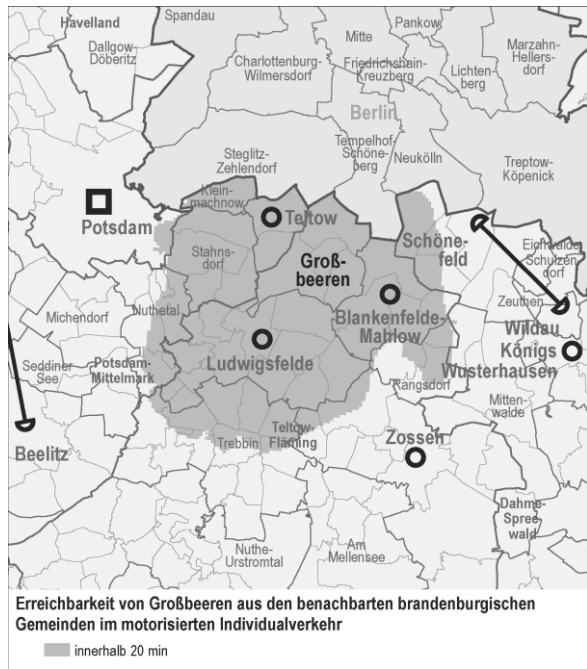 Havelland
Spandau
Dallgow-
Döberitz
Mitte
Pankow
Charlottenburg-
Wilmersdorf
Friedrichshain-
Kreuzberg
Lichten-
berg
Marzahn-
Hellers-
dorf
Berlin
Steglitz-
Zehlendorf
Tempelhof-
Schöne-
berg
Neukölln
Treptow-
Köpenick
Klein-
machnow
Potsdam
Teltow
Stahns-
dorf
Groß-
beeren
Schöne-
feld
Eichwalde
Schulzen
dorf
Zeuthen
Michendorf
Nuthetal
Blankenfelde-
Mahlow
Wildau
Königs
Wusterhausen
Seddiner
See
Potsdam-
Mittelmark
Ludwigsfelde
Rangsdorf
Mitten-
walde
Beelitz
Trebbin
Teltow-
Fläming
Zossen
Dahme-
Spree
wald
Nuthe-
Urstromtal
Am
Mellensee
Erreichbarkeit von Großbeeren aus den benachbarten brandenburgischen
Gemeinden im motorisierten Individualverkehr
innerhalb 20 min